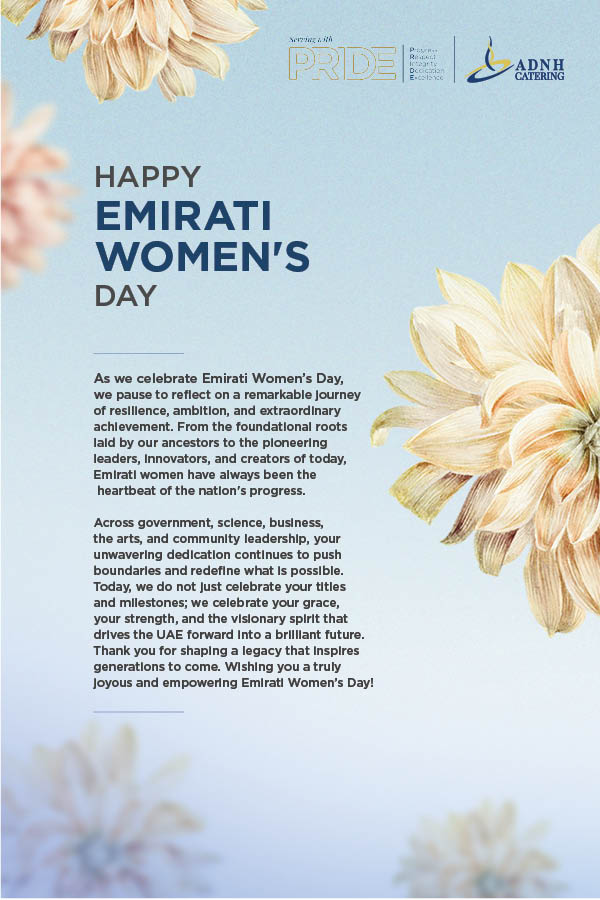 Serving with
PRIDE
Progress
Respect
Integrity
Dedication
Excellence
ADNH
CATERING
HAPPY
EMIRATI
WOMEN'S
DAY
As we celebrate Emirati Women's Day,
we pause to reflect on a remarkable journey
of resilience, ambition, and extraordinary
achievement. From the foundational roots
laid by our ancestors to the pioneering
leaders, innovators, and creators of today,
Emirati women have always been the
heartbeat of the nation's progress.
Across government, science, business,
the arts, and community leadership, your
unwavering dedication continues to push
boundaries and redefine what is possible.
Today, we do not just celebrate your titles
and milestones; we celebrate your grace,
your strength, and the visionary spirit that
drives the UAE forward into a brilliant future.
Thank you for shaping a legacy that inspires
generations to come. Wishing you a truly
joyous and empowering Emirati Women's Day!